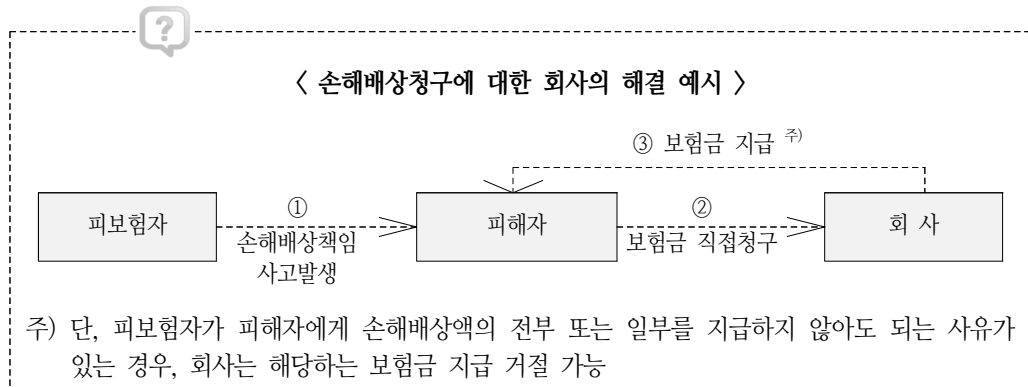 ?
〈 손해배상청구에 대한 회사의 해결 예시 〉
③ 보험금 지급 주)
피보험자
①
손해배상책임
사고발생
피해자
②
보험금 직접청구
회 사
주) 단, 피보험자가 피해자에게 손해배상액의 전부 또는 일부를 지급하지 않아도 되는 사유가
있는 경우, 회사는 해당하는 보험금 지급 거절 가능